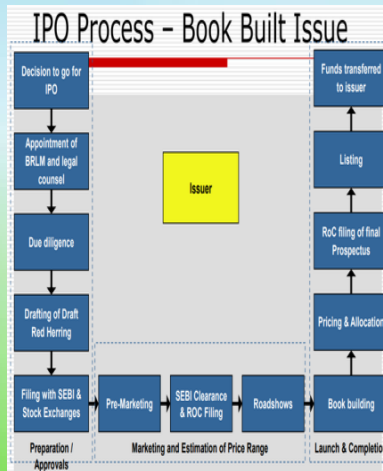 IPO Process – Book Built Issue
Decision to go for
IPO
Appointment of
BRLM and legal
counsel
Due diligence
Drafting of Draft
Red Herring
Filing with SEBI &
Stock Exchanges
Preparation /
Approvals
Issuer
Pre-Marketing
SEBI Clearance
& ROC Filing
Roadshows
Marketing and Estimation of Price Range
Funds transferred
to issuer
Listing
RoC filing of final
Prospectus
Pricing & Allocation
Book building
Launch & Completio